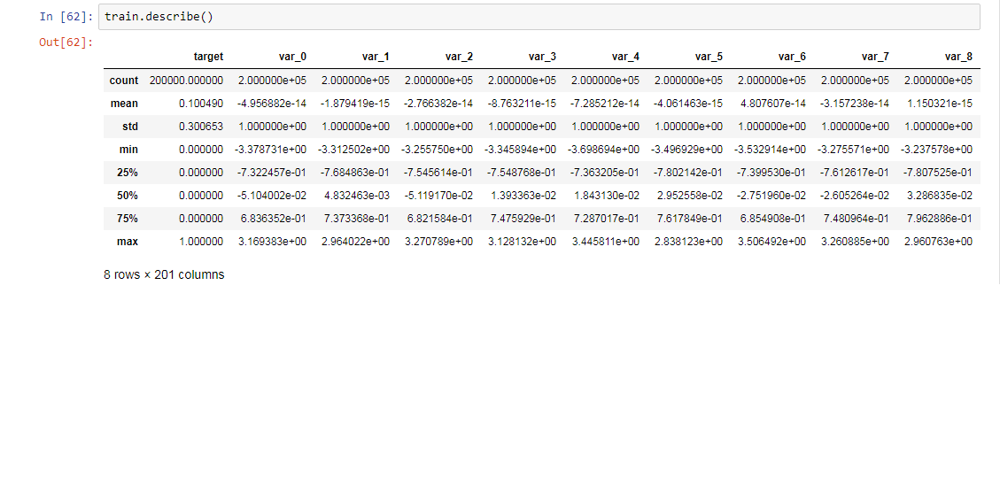 In [62]: train.describe()
Out[62]:
target var_0 var_1 var_2 var_3 var_4 var_5 var_6 var_7 var_8
count 200000.000000 2.000000e+05 2.000000e+05 2.000000e+05 2.000000e+05 2.000000e+05 2.000000e+05 2.000000e+05 2.000000e+05 2.000000e+05
mean 0.100490 -4.956882e-14 -1.879419e-15 -2.766382e-14 -8.763211e-15 -7.285212e-14 -4.061463e-15 4.807607e-14 -3.157238e-14 1.150321e-15
std 0.300653 1.000000e+00 1.000000e+00 1.000000e+00 1.000000e+00 1.000000e+00 1.000000e+00 1.000000e+00 1.000000e+00 1.000000e+00
min 0.000000 -3.378731e+00 -3.312502e+00 -3.255750e+00 -3.345894e+00 -3.698694e+00 -3.496929e+00 -3.532914e+00 -3.275571e+00 -3.237578e+00
25% 0.000000 -7.322457e-01 -7.684863e-01 -7.545614e-01 -7.548768e-01 -7.363205e-01 -7.802142e-01 -7.399530e-01 -7.612617e-01 -7.807525e-01
50% 0.000000 -5.104002e-02 4.832463e-03 -5.119170e-02 1.393363e-02 1.843130e-02 2.952558e-02 -2.751960e-02 -2.605264e-02 3.286835e-02
75% 0.000000 6.836352e-01 7.373368e-01 6.821584e-01 7.475929e-01 7.287017e-01 7.617849e-01 6.854908e-01 7.480964e-01 7.962886e-01
max 1.000000 3.169383e+00 2.964022e+00 3.270789e+00 3.128132e+00 3.445811e+00 2.838123e+00 3.506492e+00 3.260885e+00 2.960763e+00
8 rows × 201 columns